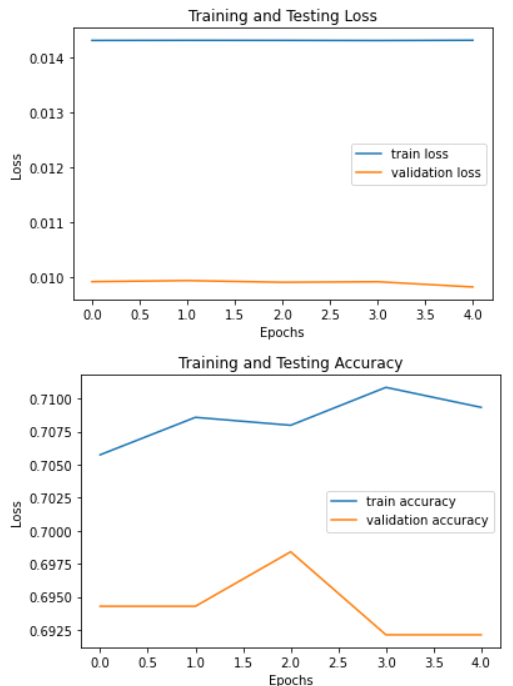 Training and Testing Loss
0.014
0.013
0.012
0.011
0.010
Loss
train loss
validation loss
0.0 0.5 1.0 1.5 2.0 2.5 3.0 3.5 4.0
Epochs
Training and Testing Accuracy
0.7100
0.7075
0.7050
0.7025
0.7000
0.6975
0.6950
0.6925
Loss
train accuracy
validation accuracy
0.0 0.5 1.0 1.5 2.0 2.5 3.0 3.5 4.0
Epochs